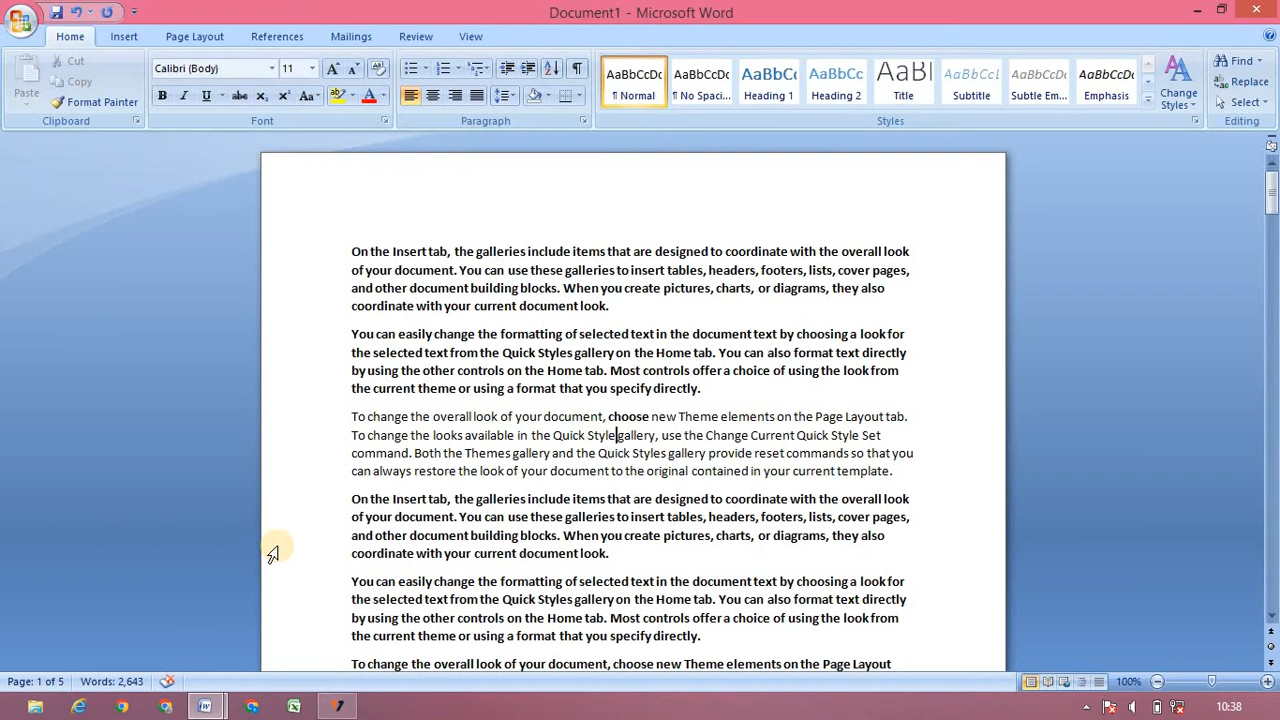 Document1 - Microsoft Word
Home Insert Page Layout References Mailings Review View
Paste
Cut
Copy
Format Painter
Clipboard
Calibri (Body) 11
B I U abc x₂ x² Aa
Font
Paragraph
AaBbCcDc AaBbCcDc AaBbCc AaBbCc AaBl AaBbCcL AaBbCcDc AaBbCcDc
¶ Normal ¶ No Spaci... Heading 1 Heading 2 Title Subtitle Subtle Em... Emphasis
Change Styles
Styles
Find
Replace
Select
Editing
On the Insert tab, the galleries include items that are designed to coordinate with the overall look
of your document. You can use these galleries to insert tables, headers, footers, lists, cover pages,
and other document building blocks. When you create pictures, charts, or diagrams, they also
coordinate with your current document look.
You can easily change the formatting of selected text in the document text by choosing a look for
the selected text from the Quick Styles gallery on the Home tab. You can also format text directly
by using the other controls on the Home tab. Most controls offer a choice of using the look from
the current theme or using a format that you specify directly.
To change the overall look of your document, choose new Theme elements on the Page Layout tab.
To change the looks available in the Quick Style gallery, use the Change Current Quick Style Set
command. Both the Themes gallery and the Quick Styles gallery provide reset commands so that you
can always restore the look of your document to the original contained in your current template.
On the Insert tab, the galleries include items that are designed to coordinate with the overall look
of your document. You can use these galleries to insert tables, headers, footers, lists, cover pages,
and other document building blocks. When you create pictures, charts, or diagrams, they also
coordinate with your current document look.
You can easily change the formatting of selected text in the document text by choosing a look for
the selected text from the Quick Styles gallery on the Home tab. You can also format text directly
by using the other controls on the Home tab. Most controls offer a choice of using the look from
the current theme or using a format that you specify directly.
To change the overall look of your document, choose new Theme elements on the Page Layout
Page: 1 of 5 Words: 2,643 100%
10:38